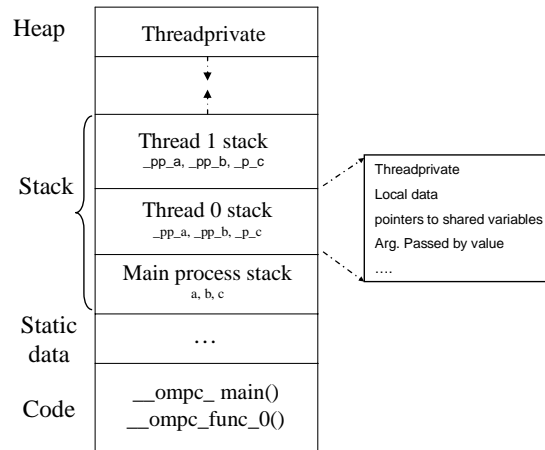 Heap
Threadprivate
Stack
Thread 1 stack
_pp_a, _pp_b, _p_c
Thread 0 stack
_pp_a, _pp_b, _p_c
Main process stack
a, b, c
Threadprivate
Local data
pointers to shared variables
Arg. Passed by value
….
Static
data
…
Code
__ompc_ main()
__ompc_func_0()